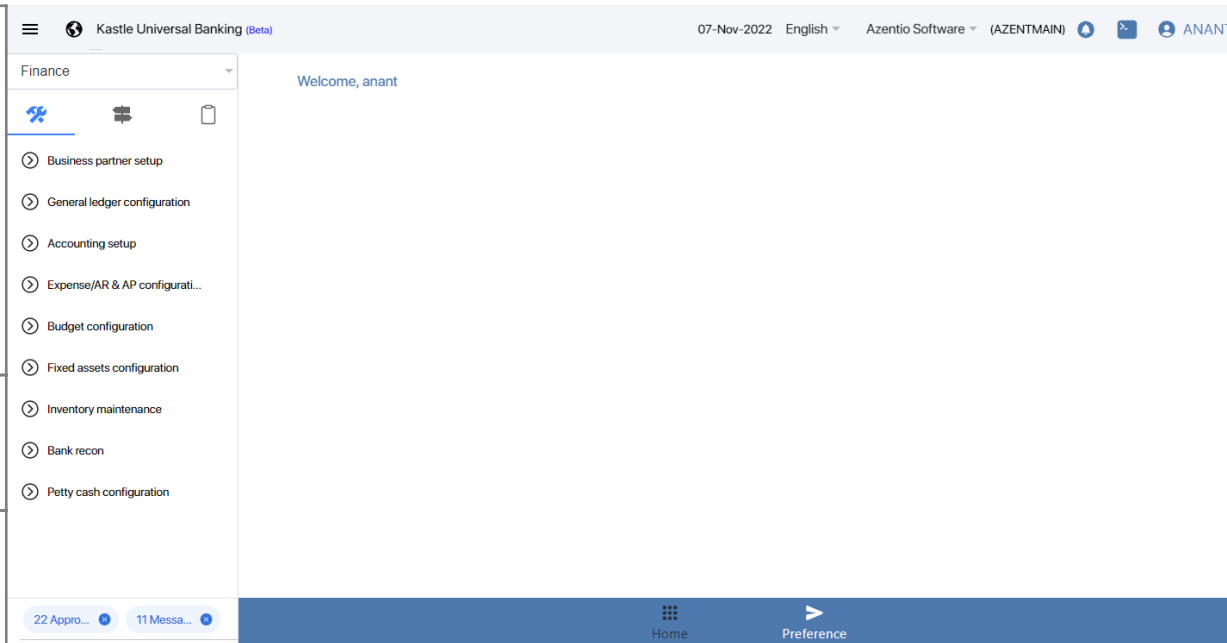 Kastle Universal Banking (Beta)
07-Nov-2022 English Azentio Software (AZENTMAIN) ANANT
Finance
Welcome, anant
Business partner setup
General ledger configuration
Accounting setup
Expense/AR & AP configurati...
Budget configuration
Fixed assets configuration
Inventory maintenance
Bank recon
Petty cash configuration
22 Appro... 11 Messa...
Home Preference